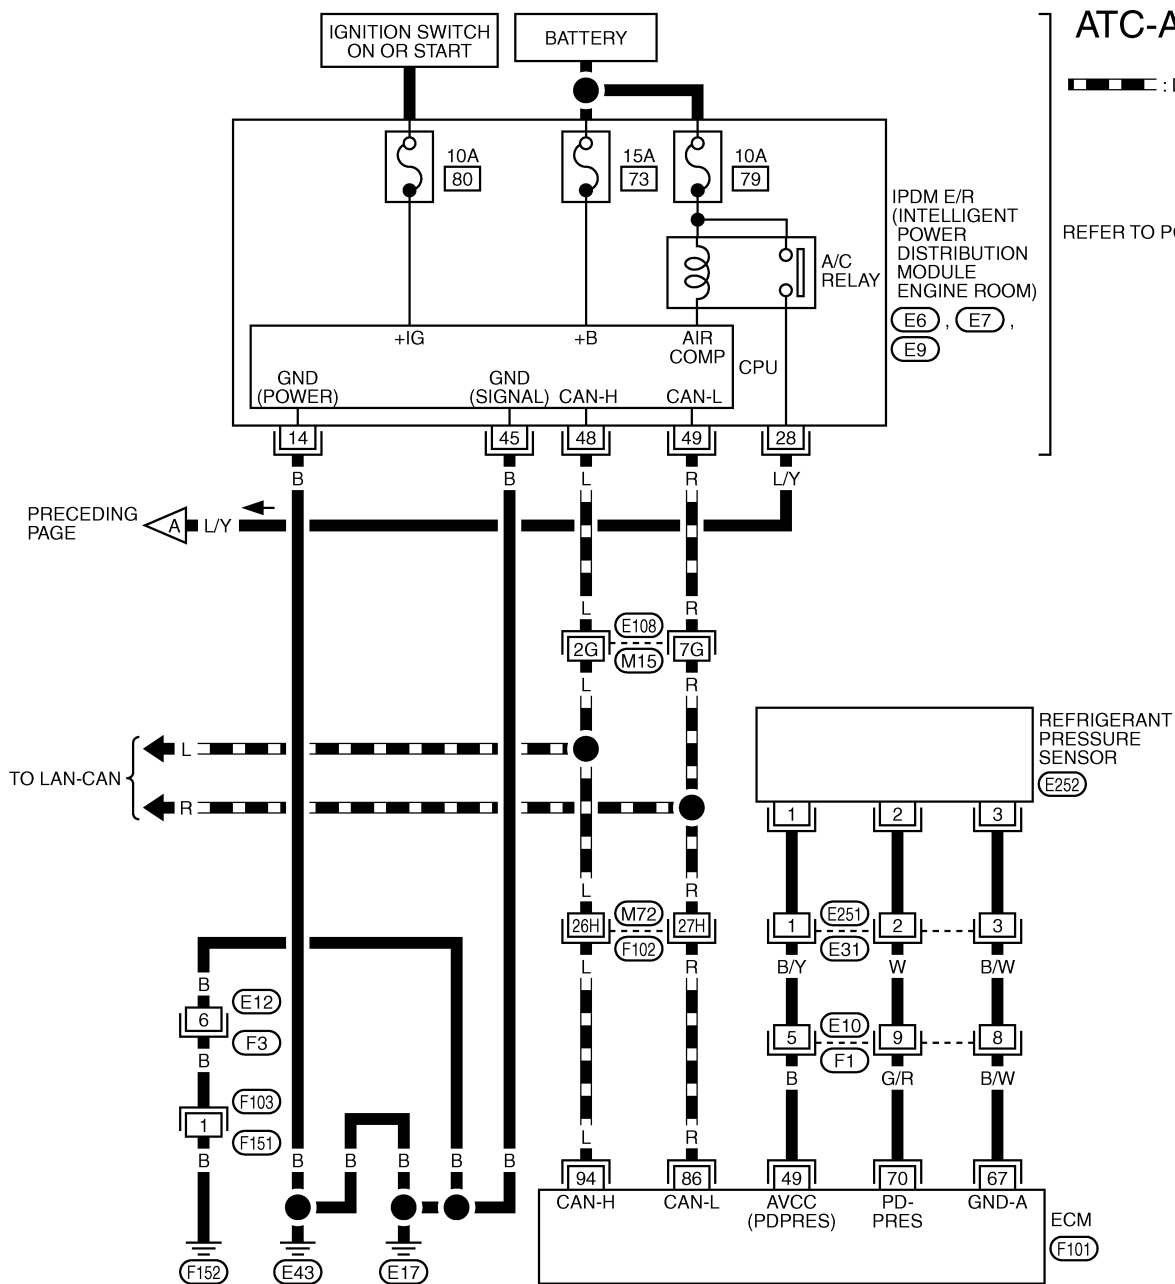 IGNITION SWITCH
ON OR START
BATTERY
ATC-A
: I
10A
80
15A
73
10A
79
IPDM E/R
(INTELLIGENT
POWER
DISTRIBUTION
MODULE
ENGINE ROOM)
E6 , E7 ,
E9
REFER TO P
A/C
RELAY
+IG
+B
AIR
COMP
CPU
GND
(POWER)
GND
(SIGNAL)
CAN-H
CAN-L
14
45
48
49
28
B
B
L
R
L/Y
PRECEDING
PAGE
A
L/Y
L
R
E108
2G
7G
M15
L
R
REFRIGERANT
PRESSURE
SENSOR
E252
TO LAN-CAN
L
R
1
2
3
L
R
M72
26H
27H
F102
L
R
E251
1
2
3
E31
B/Y
W
B/W
B
E12
6
F3
B
E10
5
9
8
F1
B
G/R
B/W
F103
1
F151
B
B
B
B
B
B
L
R
94
86
49
70
67
CAN-H
CAN-L
AVCC
(PDPRES)
PD-
PRES
GND-A
ECM
F101
F152
E43
E17